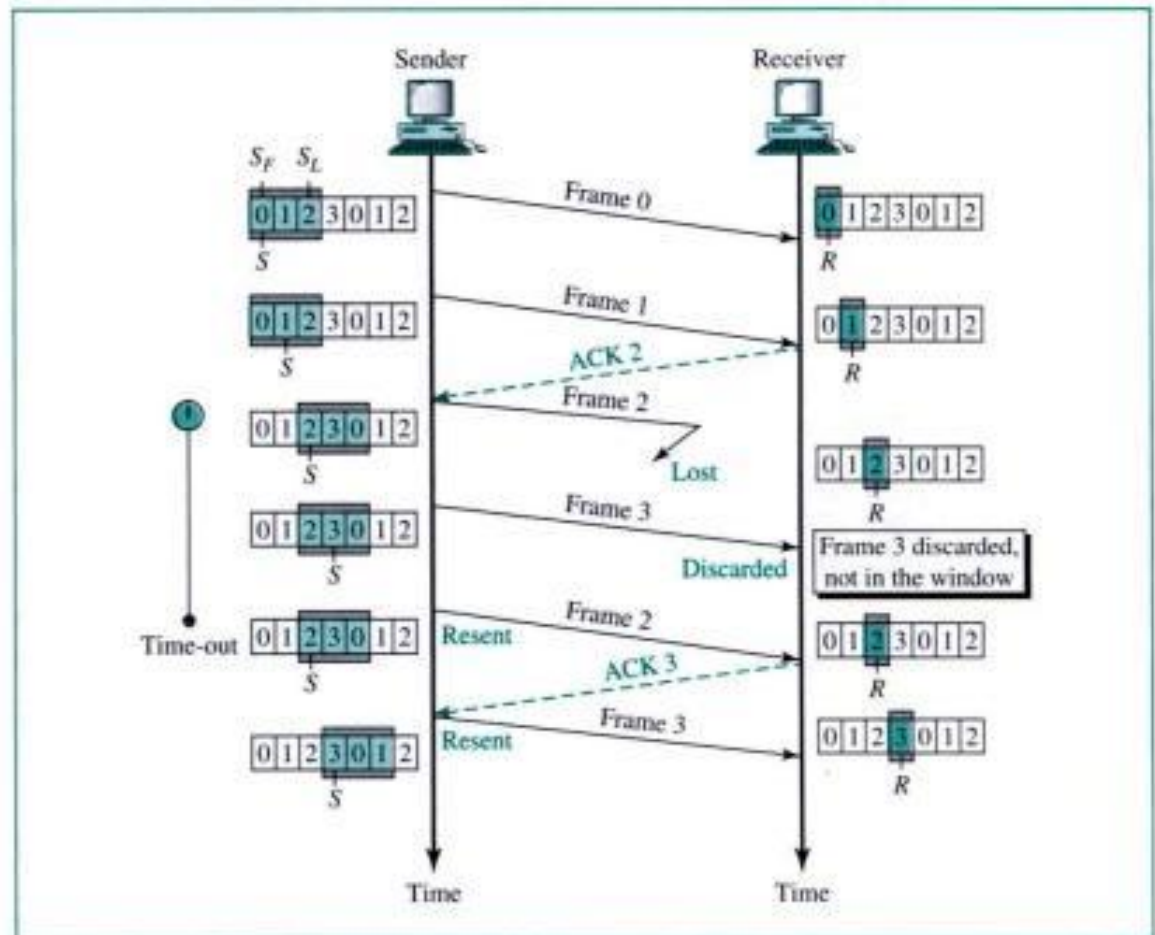 Sender
Receiver
S_F S_L
Frame 0
0 1 2 3 0 1 2
0 1 2 3 0 1 2
S
R
Frame 1
0 1 2 3 0 1 2
0 1 2 3 0 1 2
ACK 2
S
R
Frame 2
0 1 2 3 0 1 2
Lost
0 1 2 3 0 1 2
S
R
Frame 3
0 1 2 3 0 1 2
Discarded
Frame 3 discarded,
not in the window
S
Frame 2
Time-out
0 1 2 3 0 1 2
Resent
0 1 2 3 0 1 2
ACK 3
S
R
Frame 3
Resent
0 1 2 3 0 1 2
0 1 2 3 0 1 2
S
R
Time
Time